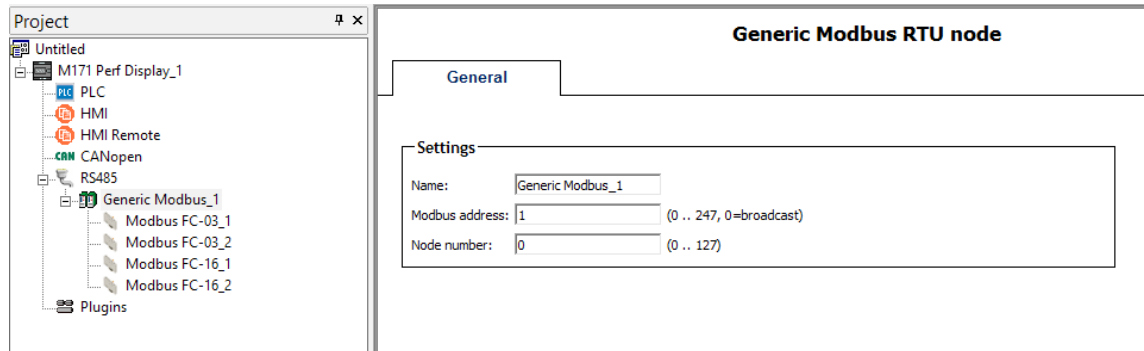 Project
Untitled
M171 Perf Display_1
PLC PLC
HMI
HMI Remote
CAN CANopen
RS485
Generic Modbus_1
Modbus FC-03_1
Modbus FC-03_2
Modbus FC-16_1
Modbus FC-16_2
Plugins
Generic Modbus RTU node
General
Settings
Name: Generic Modbus_1
Modbus address: 1 (0 .. 247, 0=broadcast)
Node number: 0 (0 .. 127)